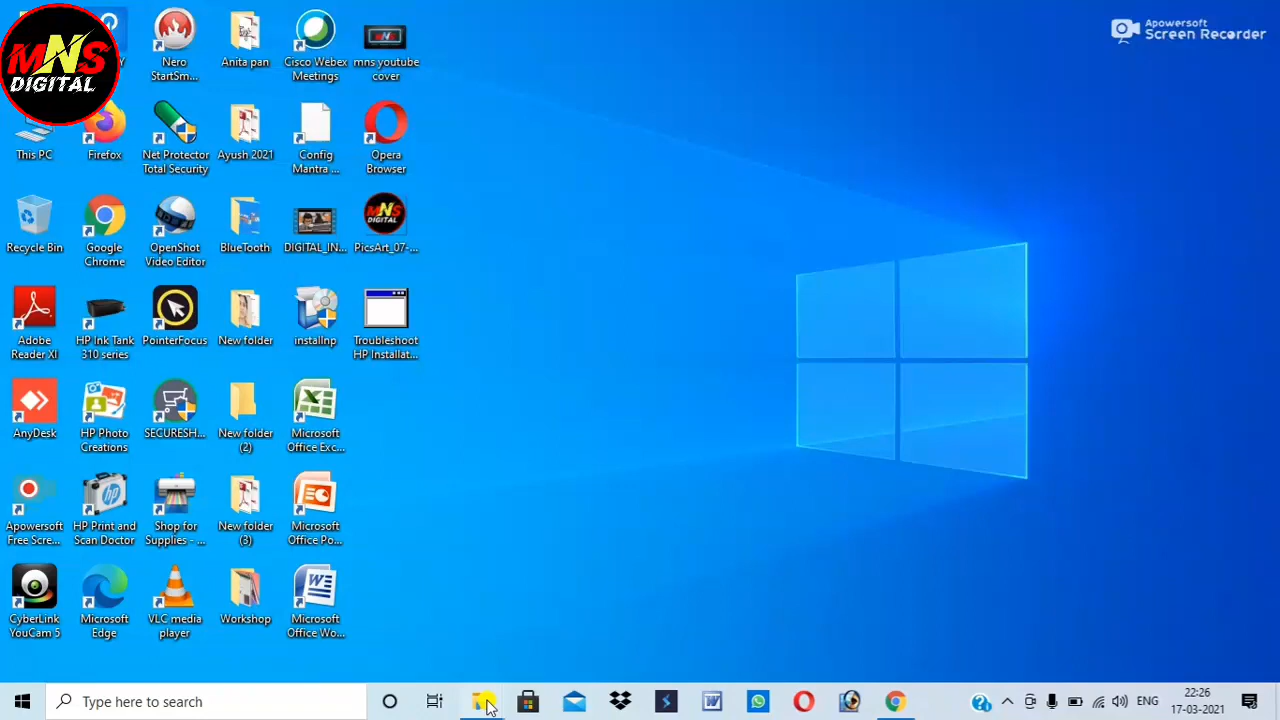 MNS
DIGITAL
Apowersoft
Screen Recorder
Nero
StartSm...
Anita pan
Cisco Webex
Meetings
mns youtube
cover
This PC
Firefox
Net Protector
Total Security
Ayush 2021
Config
Mantra ...
Opera
Browser
Recycle Bin
Google
Chrome
OpenShot
Video Editor
BlueTooth
DIGITAL_IN...
PicsArt_07-...
Adobe
Reader XI
HP Ink Tank
310 series
PointerFocus
New folder
installnp
Troubleshoot
HP Installat...
AnyDesk
HP Photo
Creations
SECURESH...
New folder
(2)
Microsoft
Office Exc...
Apowersoft
Free Scre...
HP Print and
Scan Doctor
Shop for
Supplies - ...
New folder
(3)
Microsoft
Office Po...
CyberLink
YouCam 5
Microsoft
Edge
VLC media
player
Workshop
Microsoft
Office Wo...
Type here to search
ENG
22:26
17-03-2021